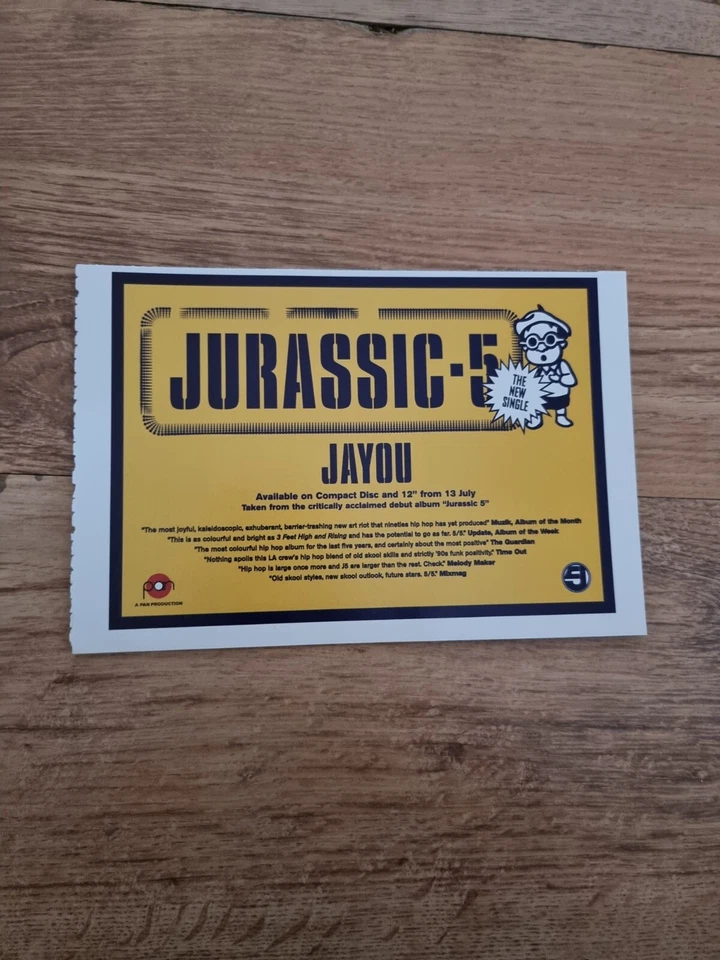 JURASSIC·5
THE
NEW
SINGLE
JAYOU
Available on Compact Disc and 12" from 13 July
Taken from the critically acclaimed debut album "Jurassic 5"
"The most joyful, kaleidoscopic, exhuberant, barrier-trashing new art riot that nineties hip hop has yet produced" Muzik, Album of the Month
"This is as colourful and bright as 3 Feet High and Rising and has the potential to go as far. 5/5." Update, Album of the Week
"The most colourful hip hop album for the last five years, and certainly about the most positive" The Guardian
"Nothing spoils this LA crew's hip hop blend of old skool skills and strictly '90s funk positivity." Time Out
"Hip hop is large once more and J5 are larger than the rest. Check." Melody Maker
"Old skool styles, new skool outlook, future stars. 5/5." Mixmag
pan
A PAN PRODUCTION